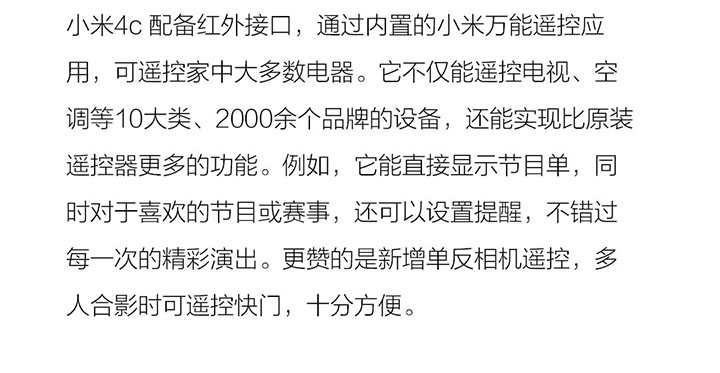 小米4c 配备红外接口，通过内置的小米万能遥控应
用，可遥控家中大多数电器。它不仅能遥控电视、空
调等10大类、2000余个品牌的设备，还能实现比原装
遥控器更多的功能。例如，它能直接显示节目单，同
时对于喜欢的节目或赛事，还可以设置提醒，不错过
每一次的精彩演出。更赞的是新增单反相机遥控，多
人合影时可遥控快门，十分方便。